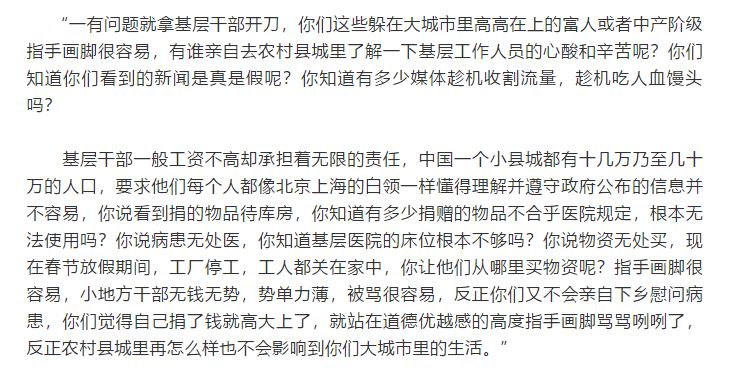 “一有问题就拿基层干部开刀，你们这些躲在大城市里高高在上的富人或者中产阶级
指手画脚很容易，有谁亲自去农村县城里了解一下基层工作人员的心酸和辛苦呢？你们
知道你们看到的新闻是真是假呢？你知道有多少媒体趁机收割流量，趁机吃人血馒头
吗？
基层干部一般工资不高却承担着无限的责任，中国一个小县城都有十几万乃至几十
万的人口，要求他们每个人都像北京上海的白领一样懂得理解并遵守政府公布的信息并
不容易，你说看到捐的物品待库房，你知道有多少捐赠的物品不合乎医院规定，根本无
法使用吗？你说病患无处医，你知道基层医院的床位根本不够吗？你说物资无处买，现
在春节放假期间，工厂停工，工人都关在家中，你让他们从哪里买物资呢？指手画脚很
容易，小地方干部无钱无势，势单力薄，被骂很容易，反正你们又不会亲自下乡慰问病
患，你们觉得自己捐了钱就高大上了，就站在道德优越感的高度指手画脚骂骂咧咧了，
反正农村县城里再怎么样也不会影响到你们大城市里的生活。”